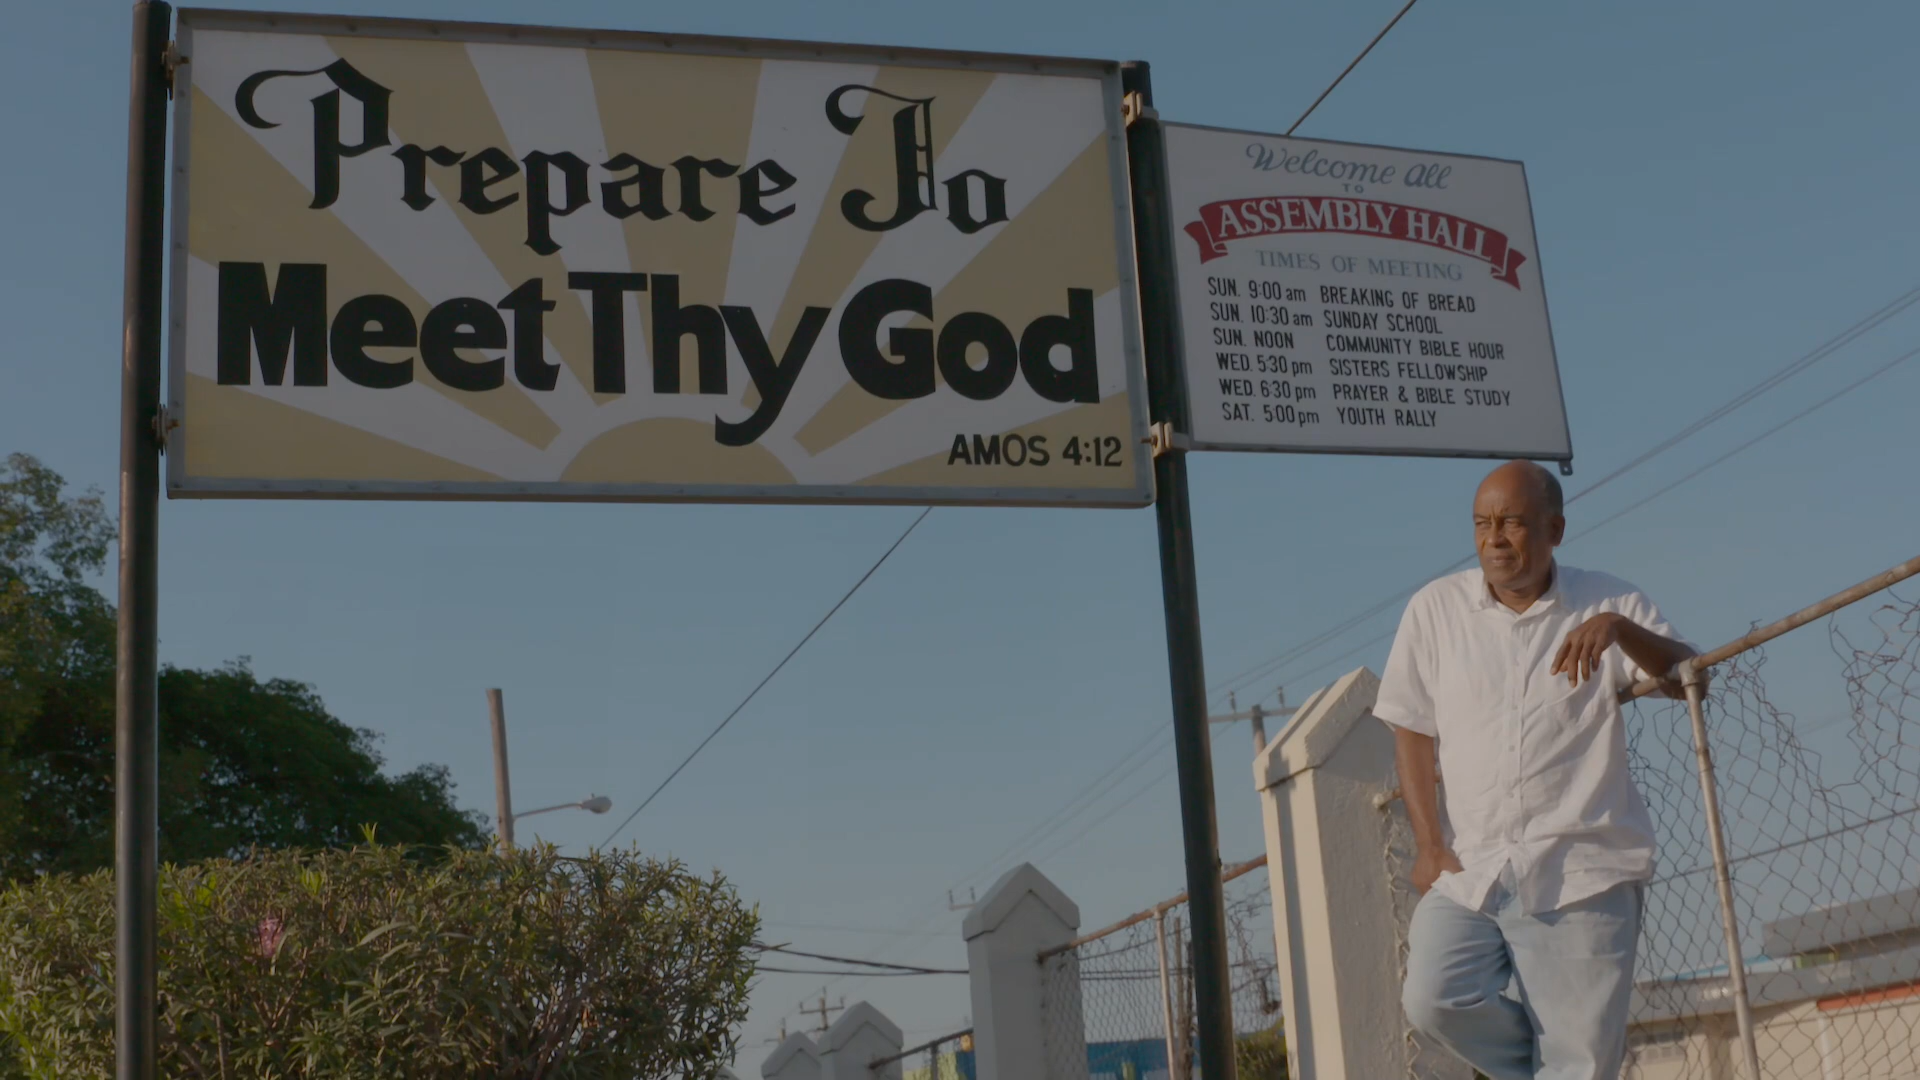 Prepare To
Meet Thy God
AMOS 4:12
Welcome All
TO
ASSEMBLY HALL
TIMES OF MEETING
SUN. 9:00 am BREAKING OF BREAD
SUN. 10:30 am SUNDAY SCHOOL
SUN. NOON COMMUNITY BIBLE HOUR
WED. 5:30 pm SISTERS FELLOWSHIP
WED. 6:30 pm PRAYER & BIBLE STUDY
SAT. 5:00 pm YOUTH RALLY